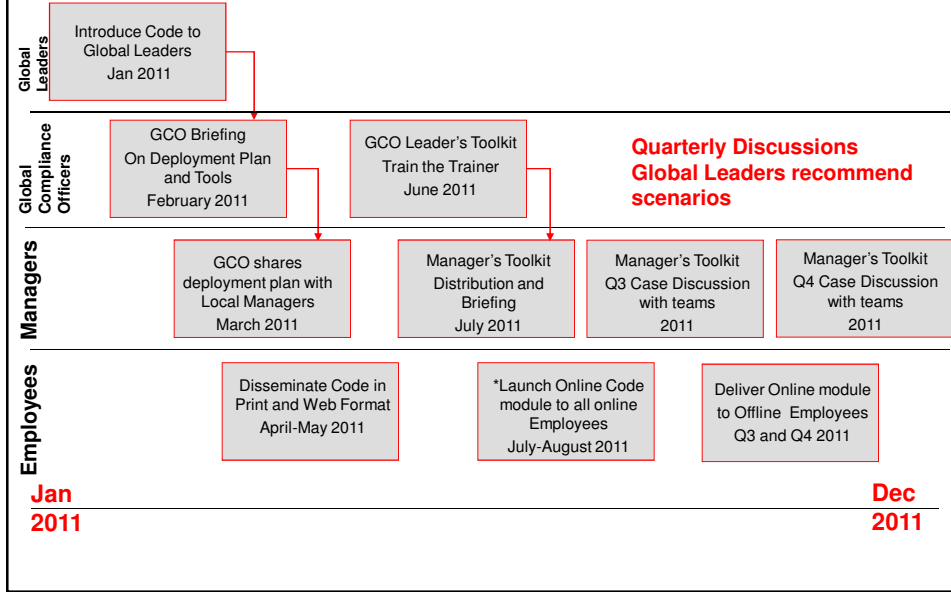 Global
Leaders
Introduce Code to
Global Leaders
Jan 2011
Global
Compliance
Officers
GCO Briefing
On Deployment Plan
and Tools
February 2011
GCO Leader's Toolkit
Train the Trainer
June 2011
Quarterly Discussions
Global Leaders recommend
scenarios
Managers
GCO shares
deployment plan with
Local Managers
March 2011
Manager's Toolkit
Distribution and
Briefing
July 2011
Manager's Toolkit
Q3 Case Discussion
with teams
2011
Manager's Toolkit
Q4 Case Discussion
with teams
2011
Employees
Disseminate Code in
Print and Web Format
April-May 2011
*Launch Online Code
module to all online
Employees
July-August 2011
Deliver Online module
to Offline Employees
Q3 and Q4 2011
Jan
2011
Dec
2011